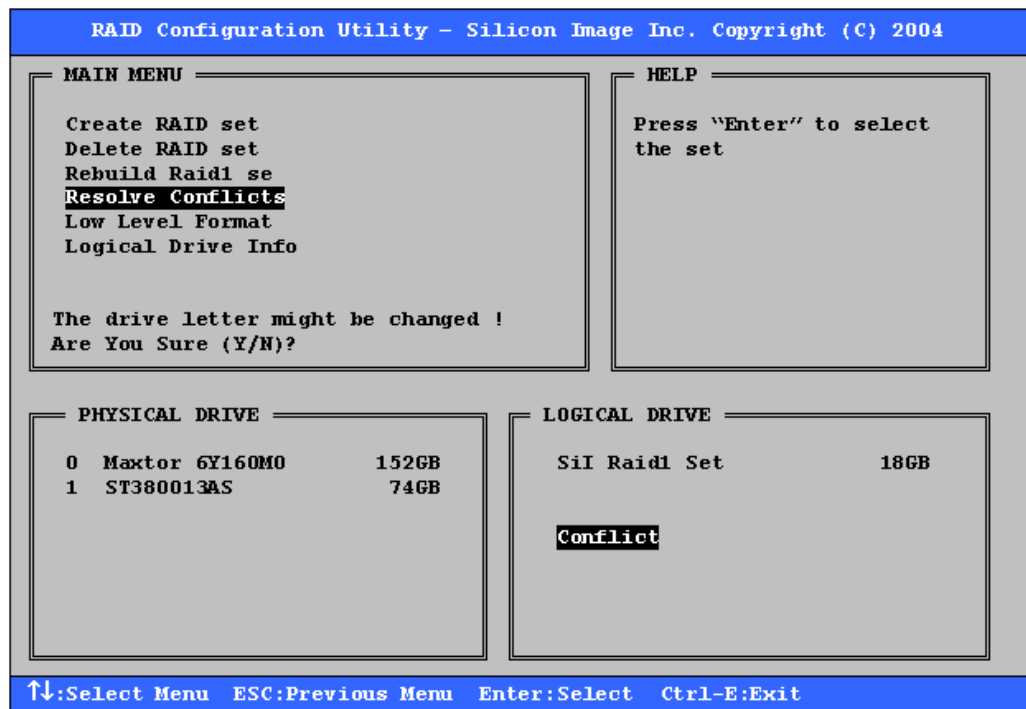 RAID Configuration Utility – Silicon Image Inc. Copyright (C) 2004
MAIN MENU
Create RAID set
Delete RAID set
Rebuild Raid1 se
Resolve Conflicts
Low Level Format
Logical Drive Info
The drive letter might be changed !
Are You Sure (Y/N)?
HELP
Press “Enter” to select
the set
PHYSICAL DRIVE
0 Maxtor 6Y160M0 152GB
1 ST380013AS 74GB
LOGICAL DRIVE
SiI Raid1 Set 18GB
Conflict
↑↓:Select Menu ESC:Previous Menu Enter:Select Ctrl-E:Exit